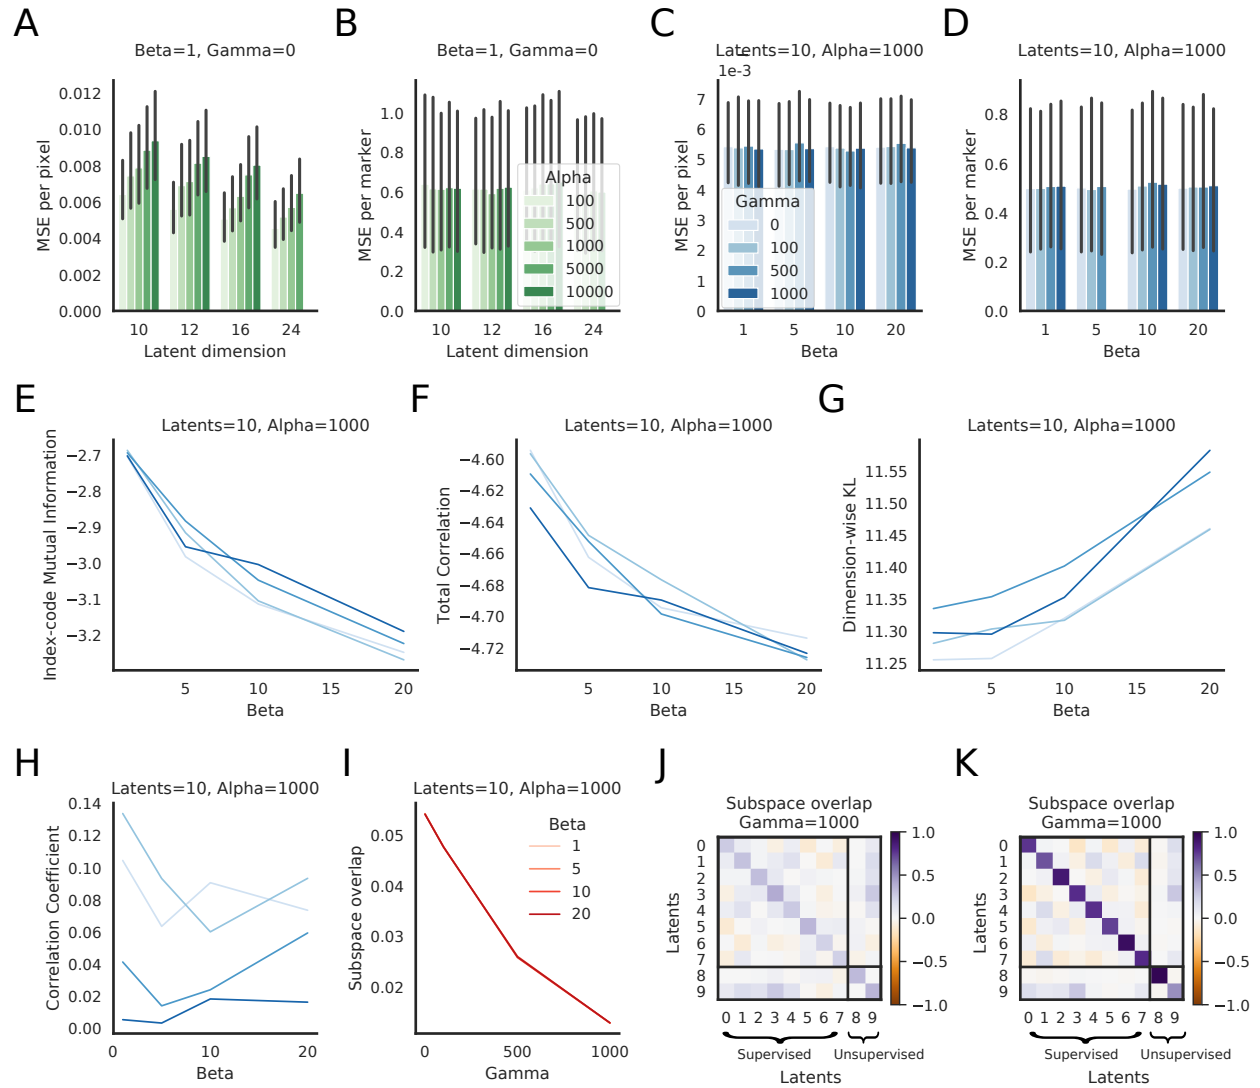 A
Beta=1, Gamma=0
MSE per pixel
0.012
0.010
0.008
0.006
0.004
0.002
0.000
10 12 16 24
Latent dimension
B
Beta=1, Gamma=0
MSE per marker
1.0
0.8
0.6
0.4
0.2
0.0
10 12 16 24
Latent dimension
Alpha
100
500
1000
5000
10000
C
Latents=10, Alpha=1000
1e-3
MSE per pixel
7
6
5
4
3
2
1
0
1 5 10 20
Beta
Gamma
0
100
500
1000
D
Latents=10, Alpha=1000
MSE per marker
0.8
0.6
0.4
0.2
0.0
1 5 10 20
Beta
E
Latents=10, Alpha=1000
Index-code Mutual Information
−2.7
−2.8
−2.9
−3.0
−3.1
−3.2
5 10 15 20
Beta
F
Latents=10, Alpha=1000
Total Correlation
−4.60
−4.62
−4.64
−4.66
−4.68
−4.70
−4.72
5 10 15 20
Beta
G
Latents=10, Alpha=1000
Dimension-wise KL
11.55
11.50
11.45
11.40
11.35
11.30
11.25
5 10 15 20
Beta
H
Latents=10, Alpha=1000
Correlation Coefficient
0.14
0.12
0.10
0.08
0.06
0.04
0.02
0.00
0 10 20
Beta
I
Latents=10, Alpha=1000
Subspace overlap
0.05
0.04
0.03
0.02
0 500 1000
Gamma
Beta
1
5
10
20
J
Subspace overlap
Gamma=1000
Latents
0
1
2
3
4
5
6
7
8
9
0 1 2 3 4 5 6 7 8 9
Supervised Unsupervised
Latents
1.0
0.5
0.0
−0.5
−1.0
K
Subspace overlap
Gamma=1000
Latents
0
1
2
3
4
5
6
7
8
9
0 1 2 3 4 5 6 7 8 9
Supervised Unsupervised
Latents
1.0
0.5
0.0
−0.5
−1.0